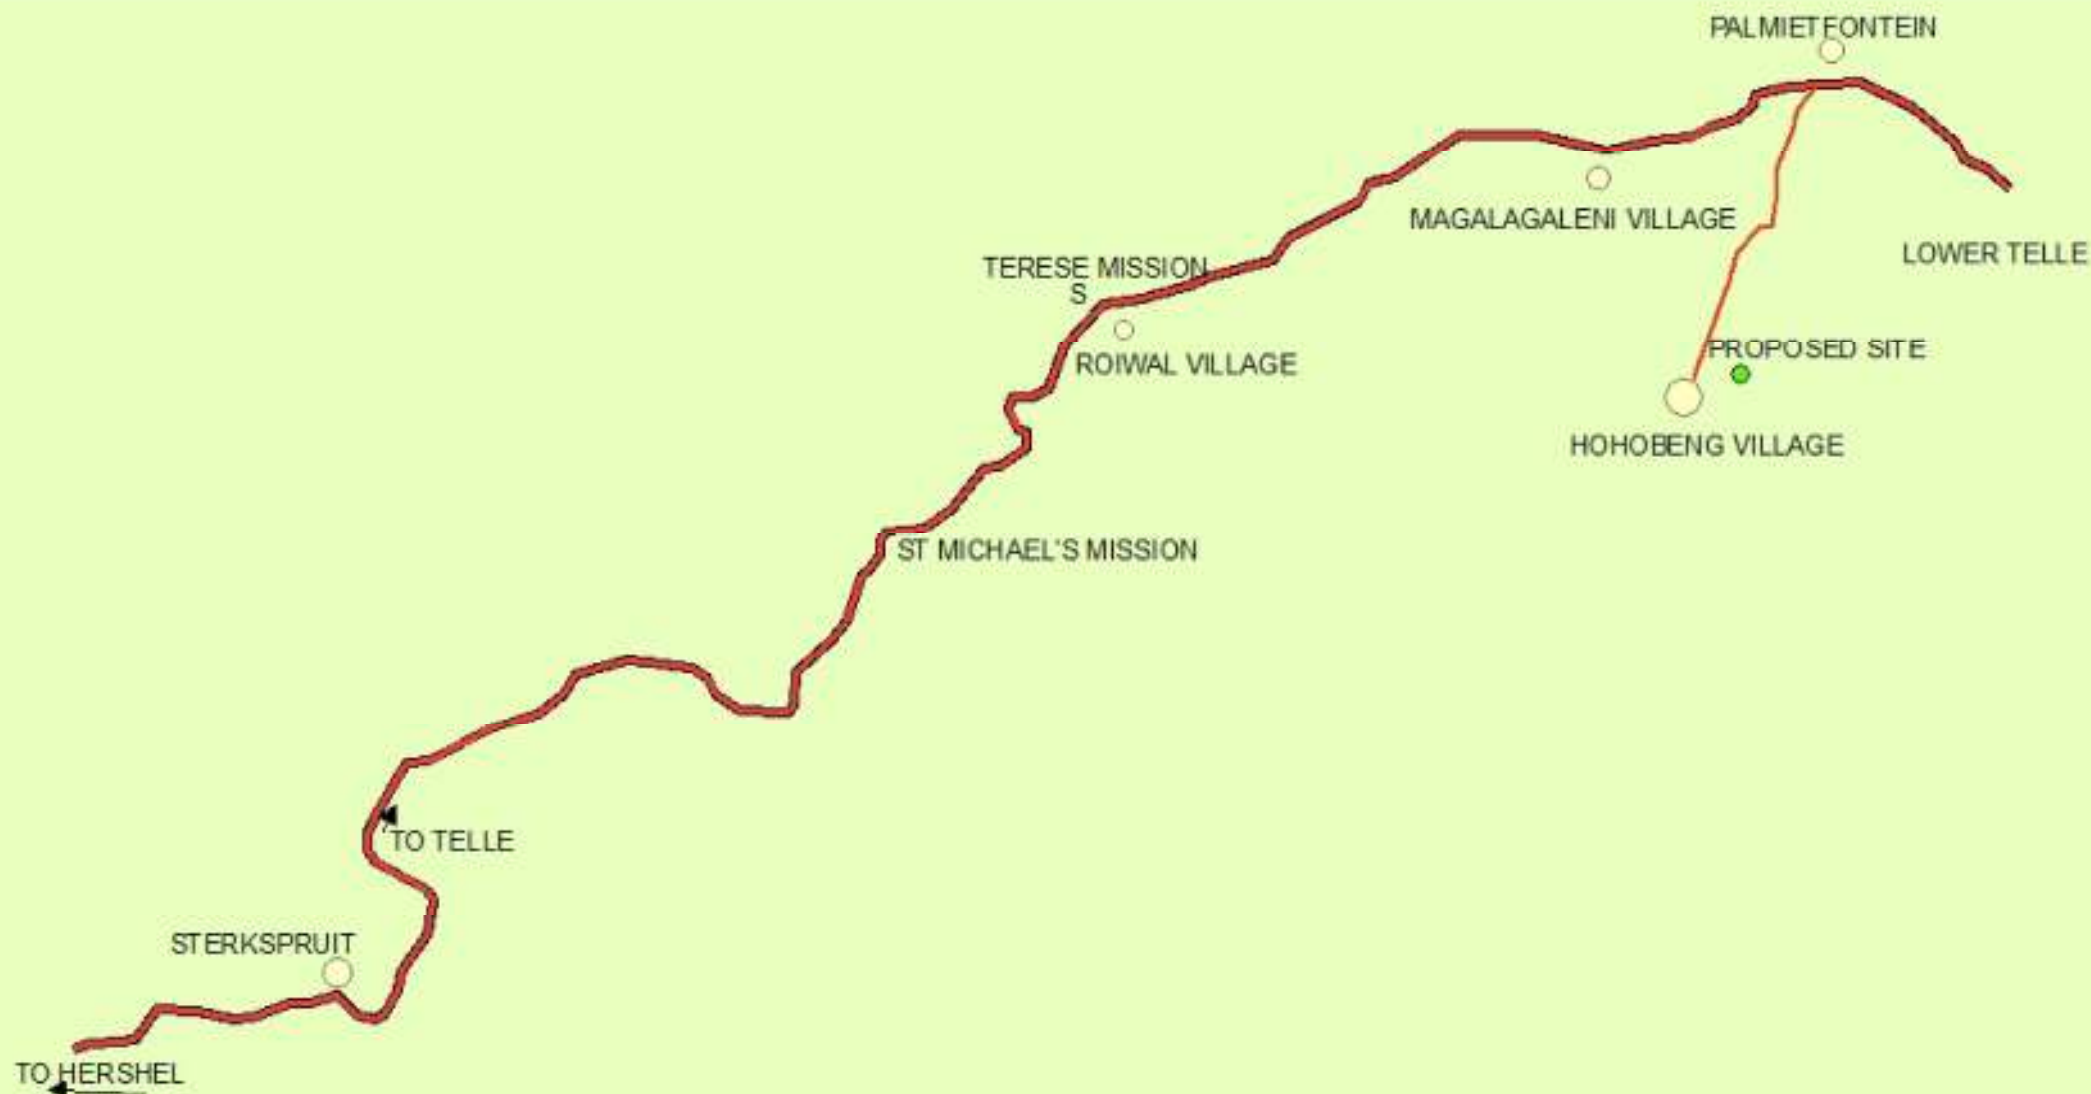 PALMIETFONTEIN
MAGALAGALENI VILLAGE
LOWER TELLE
TERESE MISSION
S
PROPOSED SITE
ROIWAL VILLAGE
HOHOBENG VILLAGE
ST MICHAEL'S MISSION
TO TELLE
STERKSPRUIT
TO HERSHEL